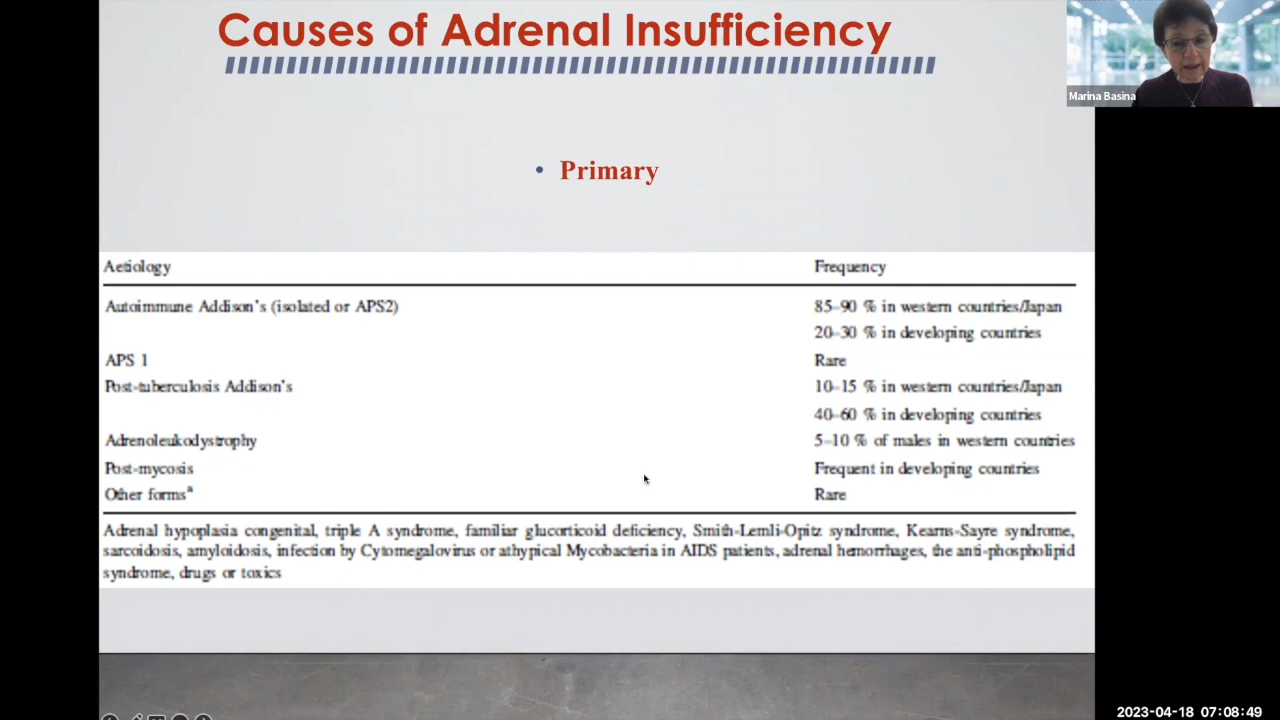 Causes of Adrenal Insufficiency
Marina Basina
• Primary
Aetiology Frequency
Autoimmune Addison's (isolated or APS2) 85–90 % in western countries/Japan
20–30 % in developing countries
APS 1 Rare
Post-tuberculosis Addison's 10–15 % in western countries/Japan
40–60 % in developing countries
Adrenoleukodystrophy 5–10 % of males in western countries
Post-mycosis Frequent in developing countries
Other forms a Rare
Adrenal hypoplasia congenital, triple A syndrome, familiar glucorticoid deficiency, Smith-Lemli-Opitz syndrome, Kearns-Sayre syndrome,
sarcoidosis, amyloidosis, infection by Cytomegalovirus or athypical Mycobacteria in AIDS patients, adrenal hemorrhages, the anti-phospholipid
syndrome, drugs or toxics
2023-04-18 07:08:49